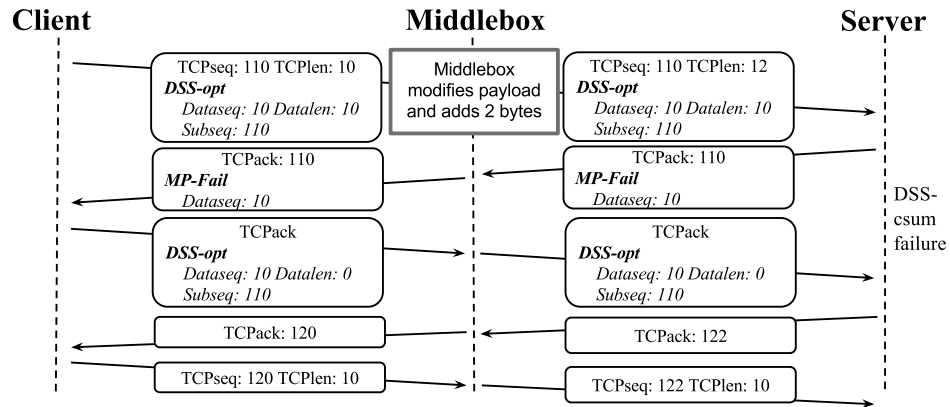 Client
Middlebox
Server
TCPseq: 110 TCPlen: 10
DSS-opt
Dataseq: 10 Datalen: 10
Subseq: 110
Middlebox
modifies payload
and adds 2 bytes
TCPseq: 110 TCPlen: 12
DSS-opt
Dataseq: 10 Datalen: 10
Subseq: 110
TCPack: 110
MP-Fail
Dataseq: 10
TCPack: 110
MP-Fail
Dataseq: 10
DSS-
csum
failure
TCPack
DSS-opt
Dataseq: 10 Datalen: 0
Subseq: 110
TCPack
DSS-opt
Dataseq: 10 Datalen: 0
Subseq: 110
TCPack: 120
TCPack: 122
TCPseq: 120 TCPlen: 10
TCPseq: 122 TCPlen: 10